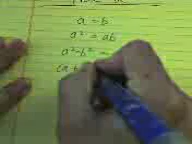 a = b
a² = ab
a²-b² =
(a+b